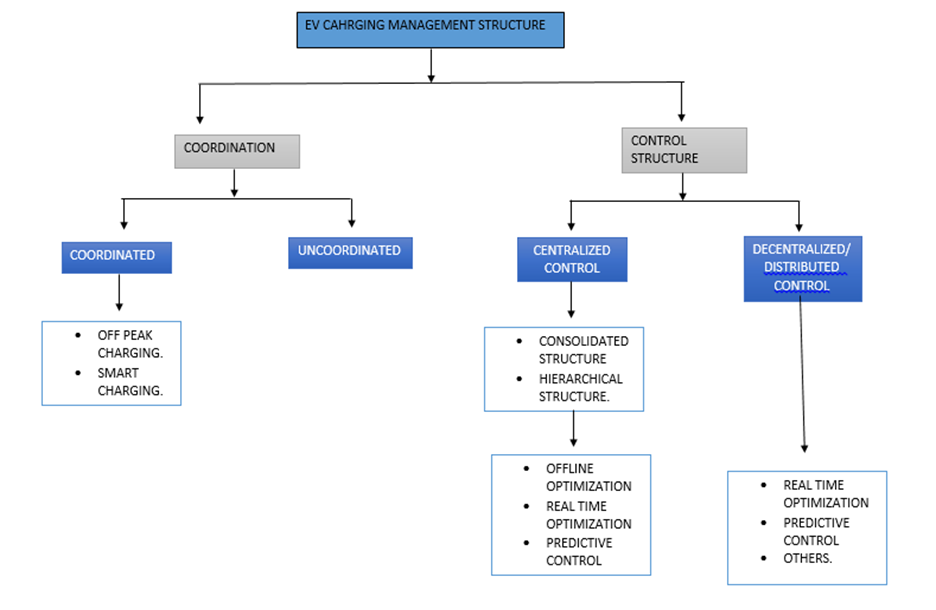 EV CAHRGING MANAGEMENT STRUCTURE
COORDINATION
CONTROL
STRUCTURE
COORDINATED
UNCOORDINATED
CENTRALIZED
CONTROL
DECENTRALIZED/
DISTRIBUTED
CONTROL
• OFF PEAK
CHARGING.
• SMART
CHARGING.
• CONSOLIDATED
STRUCTURE
• HIERARCHICAL
STRUCTURE.
• OFFLINE
OPTIMIZATION
• REAL TIME
OPTIMIZATION
• PREDICTIVE
CONTROL
• REAL TIME
OPTIMIZATION
• PREDICTIVE
CONTROL
• OTHERS.